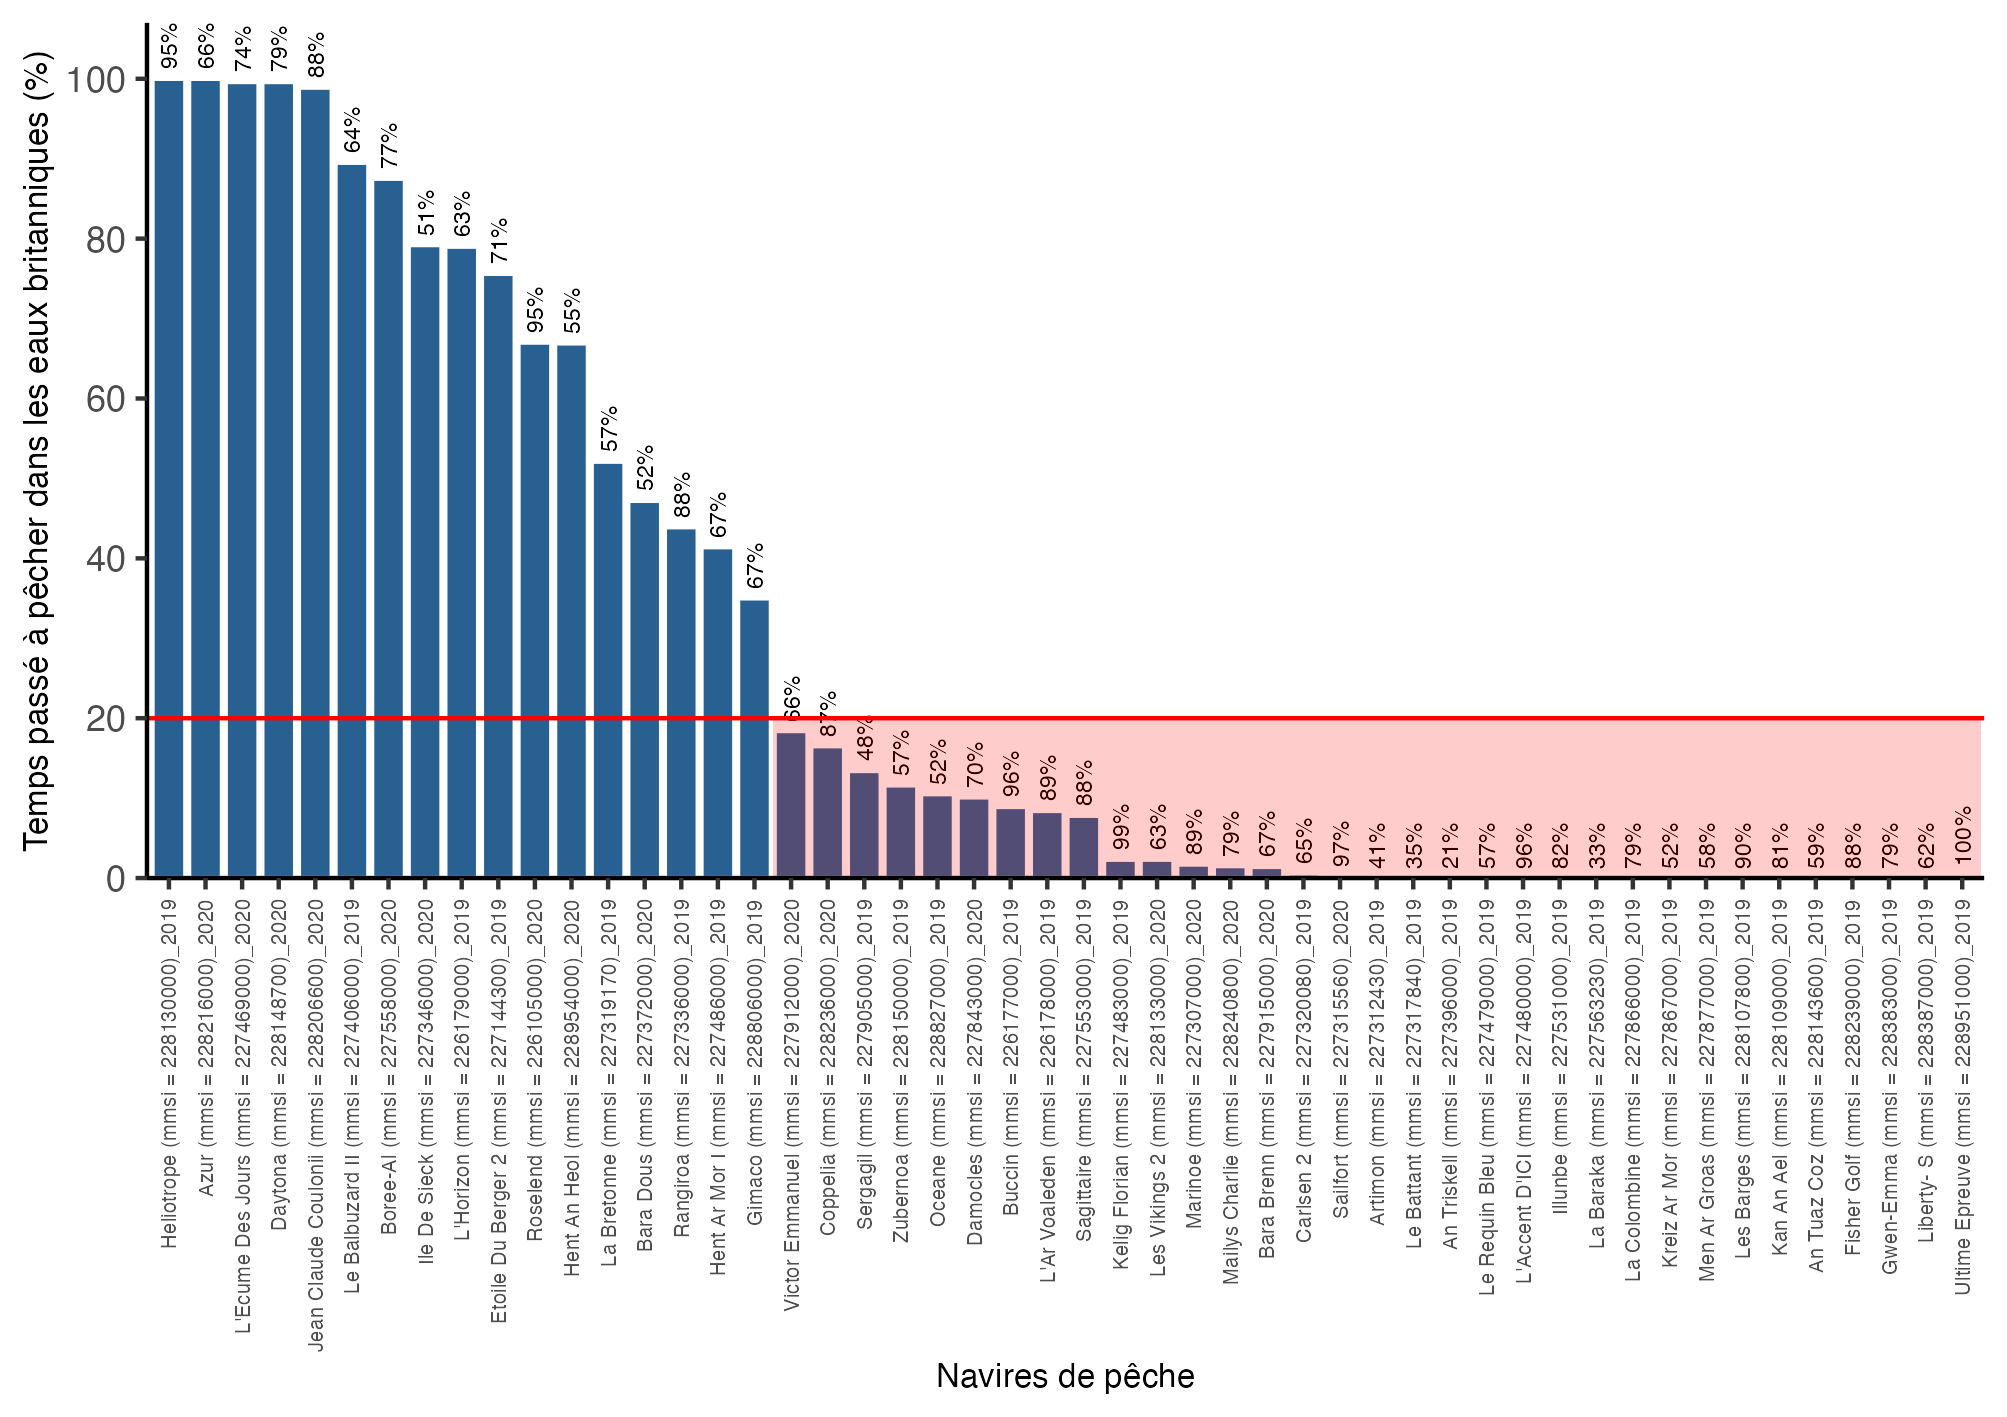 Temps passé à pêcher dans les eaux britanniques (%)
100
80
60
40
20
0
95%
66%
74%
79%
88%
64%
77%
51%
63%
71%
95%
55%
57%
52%
88%
67%
67%
66%
87%
48%
57%
52%
70%
96%
89%
88%
99%
63%
89%
79%
67%
65%
97%
41%
35%
21%
57%
96%
82%
33%
79%
52%
58%
90%
81%
59%
88%
79%
62%
100%
Heliotrope (mmsi = 228130000)_2019
Azur (mmsi = 228216000)_2020
L'Ecume Des Jours (mmsi = 227469000)_2020
Daytona (mmsi = 228148700)_2020
Jean Claude Coulonii (mmsi = 228206600)_2020
Le Balbuzard II (mmsi = 227406000)_2019
Boree-Al (mmsi = 227558000)_2020
Ille De Sieck (mmsi = 227346000)_2020
L'Horizon (mmsi = 226179000)_2019
Etoile Du Berger 2 (mmsi = 227144300)_2019
Roselend (mmsi = 226105000)_2020
Hent An Heol (mmsi = 228954000)_2020
La Bretonne (mmsi = 227319170)_2019
Bara Dous (mmsi = 227372000)_2020
Rangiroa (mmsi = 227336000)_2019
Hent Ar Mor I (mmsi = 227486000)_2019
Gimaco (mmsi = 228806000)_2019
Victor Emmanuel (mmsi = 227912000)_2020
Coppelia (mmsi = 228236000)_2020
Sergagil (mmsi = 227905000)_2019
Zubernoa (mmsi = 228150000)_2019
Oceane (mmsi = 228827000)_2019
Damocles (mmsi = 227843000)_2020
Buccin (mmsi = 226177000)_2019
L'Ar Voaleden (mmsi = 226178000)_2019
Sagittaire (mmsi = 227553000)_2019
Kelig Florian (mmsi = 227483000)_2019
Les Vikings 2 (mmsi = 228133000)_2020
Marinoe (mmsi = 227307000)_2020
Mailys Charlie (mmsi = 228240800)_2020
Bara Brenn (mmsi = 227915000)_2020
Carlsen 2 (mmsi = 227320080)_2019
Sailfort (mmsi = 227315560)_2020
Artimon (mmsi = 227312430)_2019
Le Battant (mmsi = 227317840)_2019
An Triskell (mmsi = 227396000)_2019
Le Requin Bleu (mmsi = 227479000)_2019
L'Accent D'ICI (mmsi = 227480000)_2019
Illunbe (mmsi = 227531000)_2019
La Baraka (mmsi = 227563230)_2019
La Colombine (mmsi = 227866000)_2019
Kreiz Ar Mor (mmsi = 227867000)_2019
Men Ar Groas (mmsi = 227877000)_2019
Les Barges (mmsi = 228107800)_2019
Kan An Ael (mmsi = 228109000)_2019
An Tuaz Coz (mmsi = 228143600)_2019
Fisher Golf (mmsi = 228239000)_2019
Gwen-Emma (mmsi = 228383000)_2019
Liberty- S (mmsi = 228387000)_2019
Ultime Epreuve (mmsi = 228951000)_2019
Navires de pêche